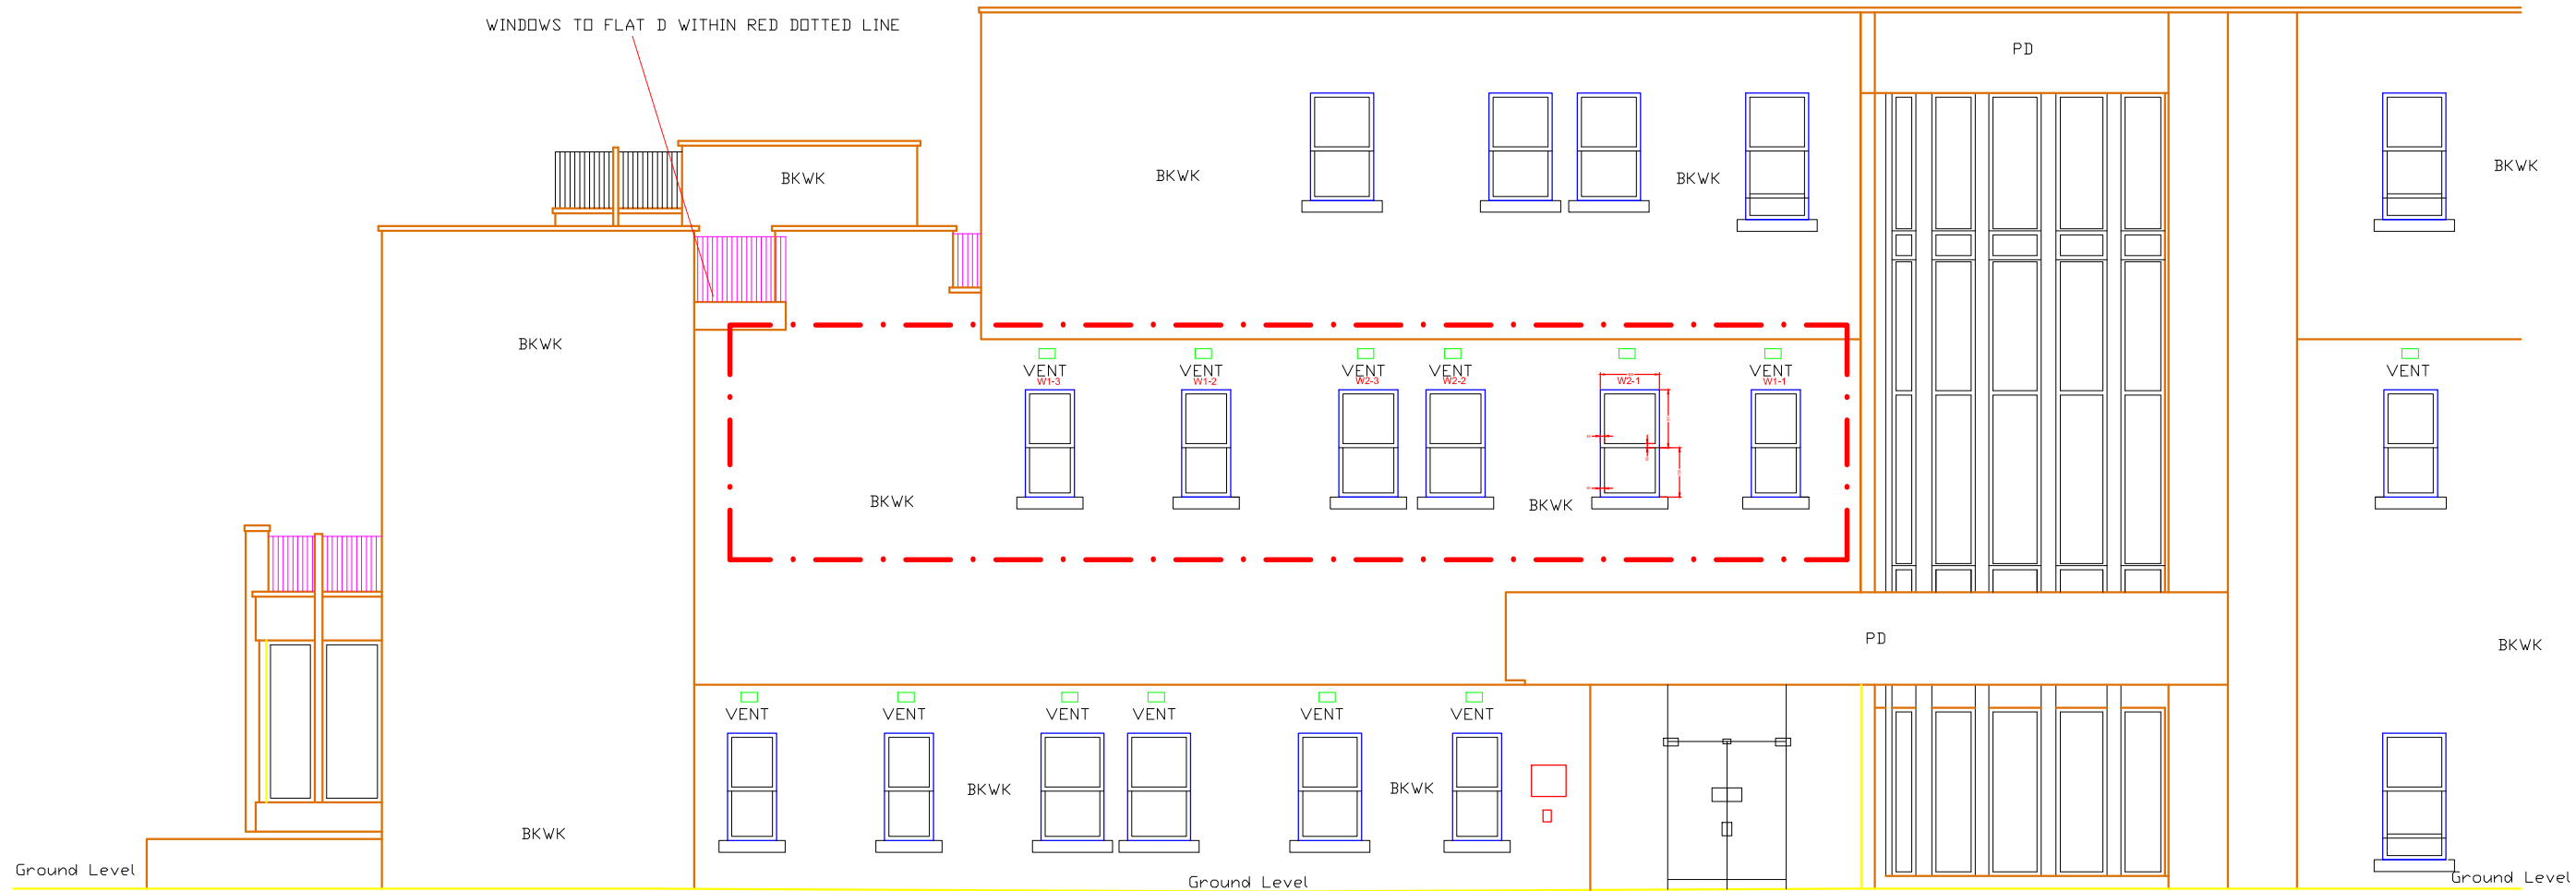 WINDOWS TO FLAT D WITHIN RED DOTTED LINE
PD
BKWK
BKWK
BKWK
BKWK
BKWK
VENT
VENT
VENT
VENT
VENT
VENT
W1-3
W1-2
W2-3
W2-2
W2-1
W1-1
BKWK
BKWK
PD
BKWK
VENT
VENT
VENT
VENT
VENT
VENT
BKWK
BKWK
BKWK
Ground Level
Ground Level
Ground Level